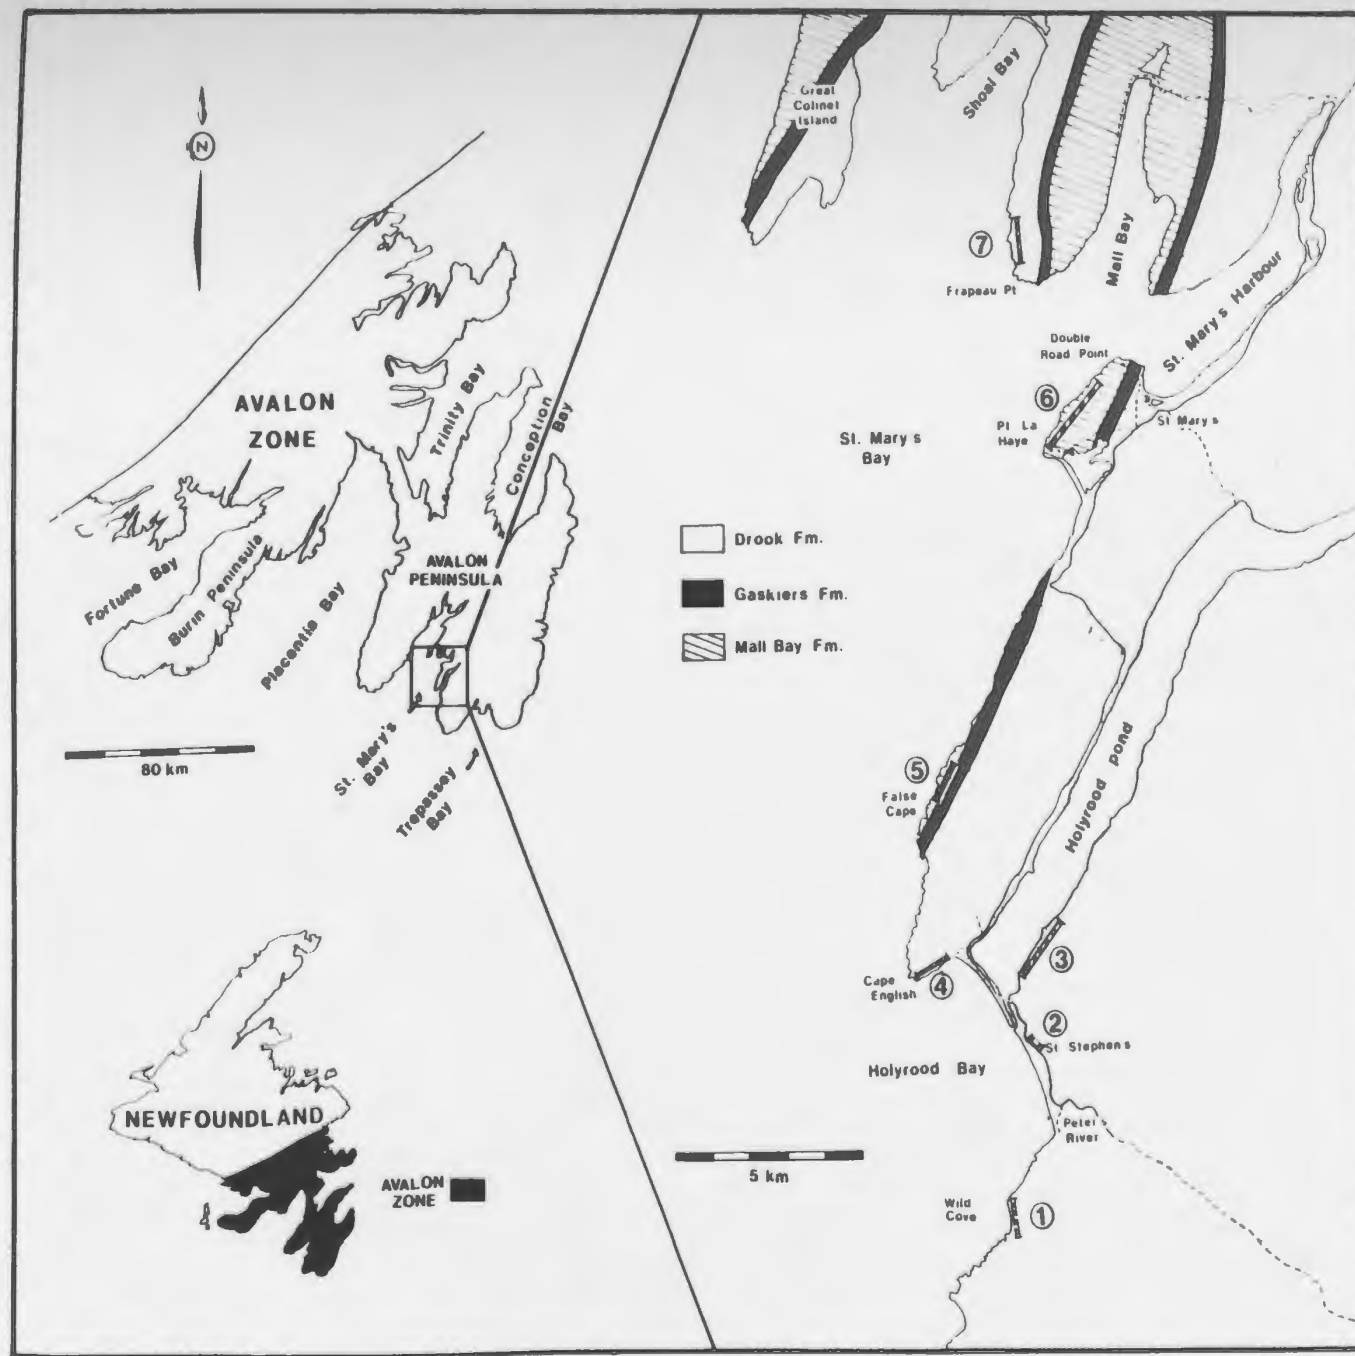 N
AVALON
ZONE
Trinity Bay
Conception
Bay
AVALON
PENINSULA
Fortune Bay
Burin Peninsula
Placentia Bay
80 km
St. Mary's
Bay
Trepassey
Bay
NEWFOUNDLAND
AVALON
ZONE
Great
Colinet
Island
Shoal Bay
7
Frapeau Pt
Mall Bay
St. Mary's Harbour
Double
Road Point
6
Pt La
Haye
St Mary's
St. Mary s
Bay
Drook Fm.
Gaskiers Fm.
Mall Bay Fm.
5
False
Cape
Holyrood pond
3
Cape
English
4
2
St Stephens
Holyrood Bay
Peter
River
5 km
Wild
Cove
1